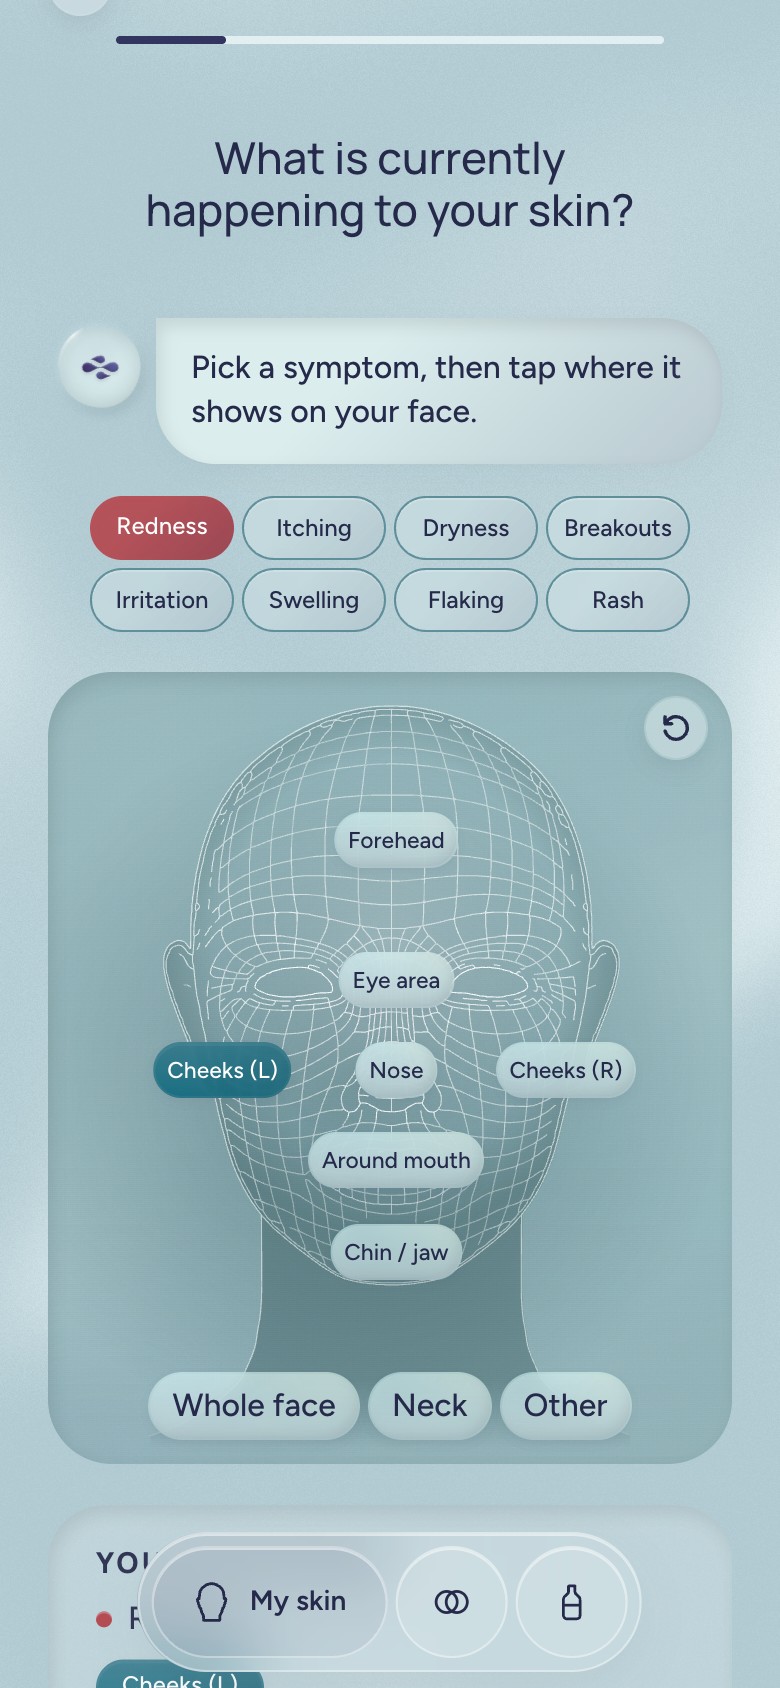 What is currently
happening to your skin?
Pick a symptom, then tap where it
shows on your face.
Redness
Itching
Dryness
Breakouts
Irritation
Swelling
Flaking
Rash
Forehead
Eye area
Cheeks (L)
Nose
Cheeks (R)
Around mouth
Chin / jaw
Whole face
Neck
Other
My skin
Cheeks (L)